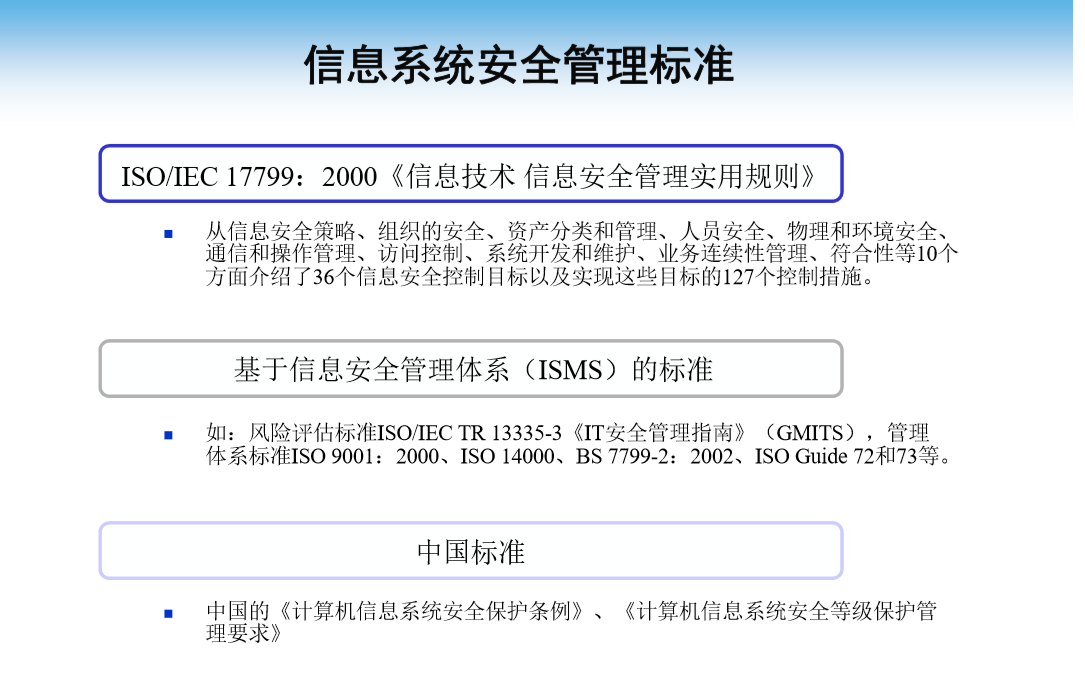 信息系统安全管理标准
ISO/IEC 17799：2000《信息技术 信息安全管理实用规则》
从信息安全策略、组织的安全、资产分类和管理、人员安全、物理和环境安全、
通信和操作管理、访问控制、系统开发和维护、业务连续性管理、符合性等10个
方面介绍了36个信息安全控制目标以及实现这些目标的127个控制措施。
基于信息安全管理体系（ISMS）的标准
如：风险评估标准ISO/IEC TR 13335-3《IT安全管理指南》（GMITS），管理
体系标准ISO 9001：2000、ISO 14000、BS 7799-2：2002、ISO Guide 72和73等。
中国标准
中国的《计算机信息系统安全保护条例》、《计算机信息系统安全等级保护管
理要求》